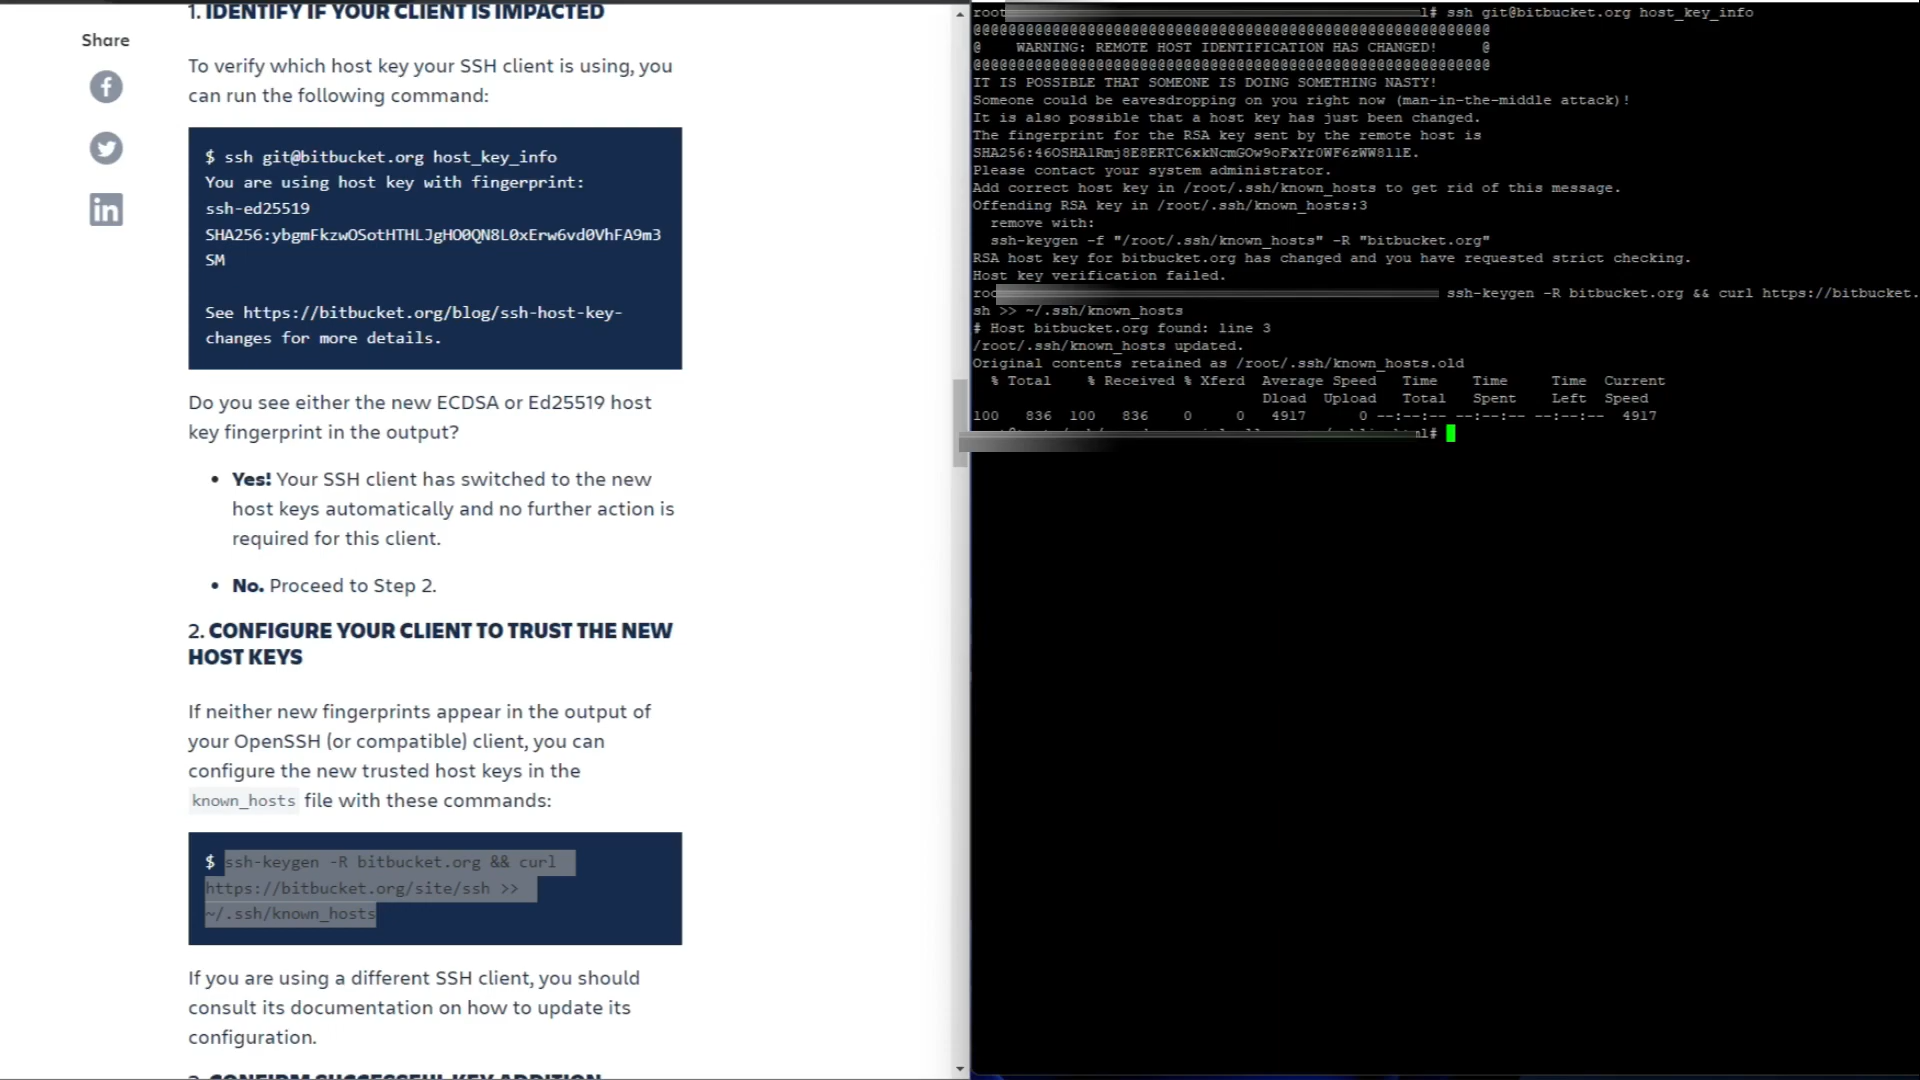 1. IDENTIFY IF YOUR CLIENT IS IMPACTED
Share
To verify which host key your SSH client is using, you
can run the following command:
$ ssh git@bitbucket.org host_key_info
You are using host key with fingerprint:
ssh-ed25519
SHA256:ybgmFkzwOSotHTHLJgHO0QN8L0xErw6vd0VhFA9m3
SM
See https://bitbucket.org/blog/ssh-host-key-
changes for more details.
Do you see either the new ECDSA or Ed25519 host
key fingerprint in the output?
• Yes! Your SSH client has switched to the new
host keys automatically and no further action is
required for this client.
• No. Proceed to Step 2.
2. CONFIGURE YOUR CLIENT TO TRUST THE NEW
HOST KEYS
If neither new fingerprints appear in the output of
your OpenSSH (or compatible) client, you can
configure the new trusted host keys in the
known_hosts file with these commands:
$ ssh-keygen -R bitbucket.org && curl
https://bitbucket.org/site/ssh >>
~/.ssh/known_hosts
If you are using a different SSH client, you should
consult its documentation on how to update its
configuration.
CONFIRM SUCCESSFUL KEY ADDITION
root l# ssh git@bitbucket.org host_key_info
@@@@@@@@@@@@@@@@@@@@@@@@@@@@@@@@@@@@@@@@@@@@@@@@@@@@@@@@@@@
@    WARNING: REMOTE HOST IDENTIFICATION HAS CHANGED!     @
@@@@@@@@@@@@@@@@@@@@@@@@@@@@@@@@@@@@@@@@@@@@@@@@@@@@@@@@@@@
IT IS POSSIBLE THAT SOMEONE IS DOING SOMETHING NASTY!
Someone could be eavesdropping on you right now (man-in-the-middle attack)!
It is also possible that a host key has just been changed.
The fingerprint for the RSA key sent by the remote host is
SHA256:46OSHA1Rmj8E8ERTC6xkNcmGOw9oFxYr0WF6zWW8l1E.
Please contact your system administrator.
Add correct host key in /root/.ssh/known_hosts to get rid of this message.
Offending RSA key in /root/.ssh/known_hosts:3
  remove with:
  ssh-keygen -f "/root/.ssh/known_hosts" -R "bitbucket.org"
RSA host key for bitbucket.org has changed and you have requested strict checking.
Host key verification failed.
roo ssh-keygen -R bitbucket.org && curl https://bitbucket.
sh >> ~/.ssh/known_hosts
# Host bitbucket.org found: line 3
/root/.ssh/known_hosts updated.
Original contents retained as /root/.ssh/known_hosts.old
  % Total    % Received % Xferd  Average Speed   Time    Time     Time  Current
                                 Dload  Upload   Total   Spent    Left  Speed
100   836  100   836    0     0   4917      0 --:--:-- --:--:-- --:--:--  4917
l#